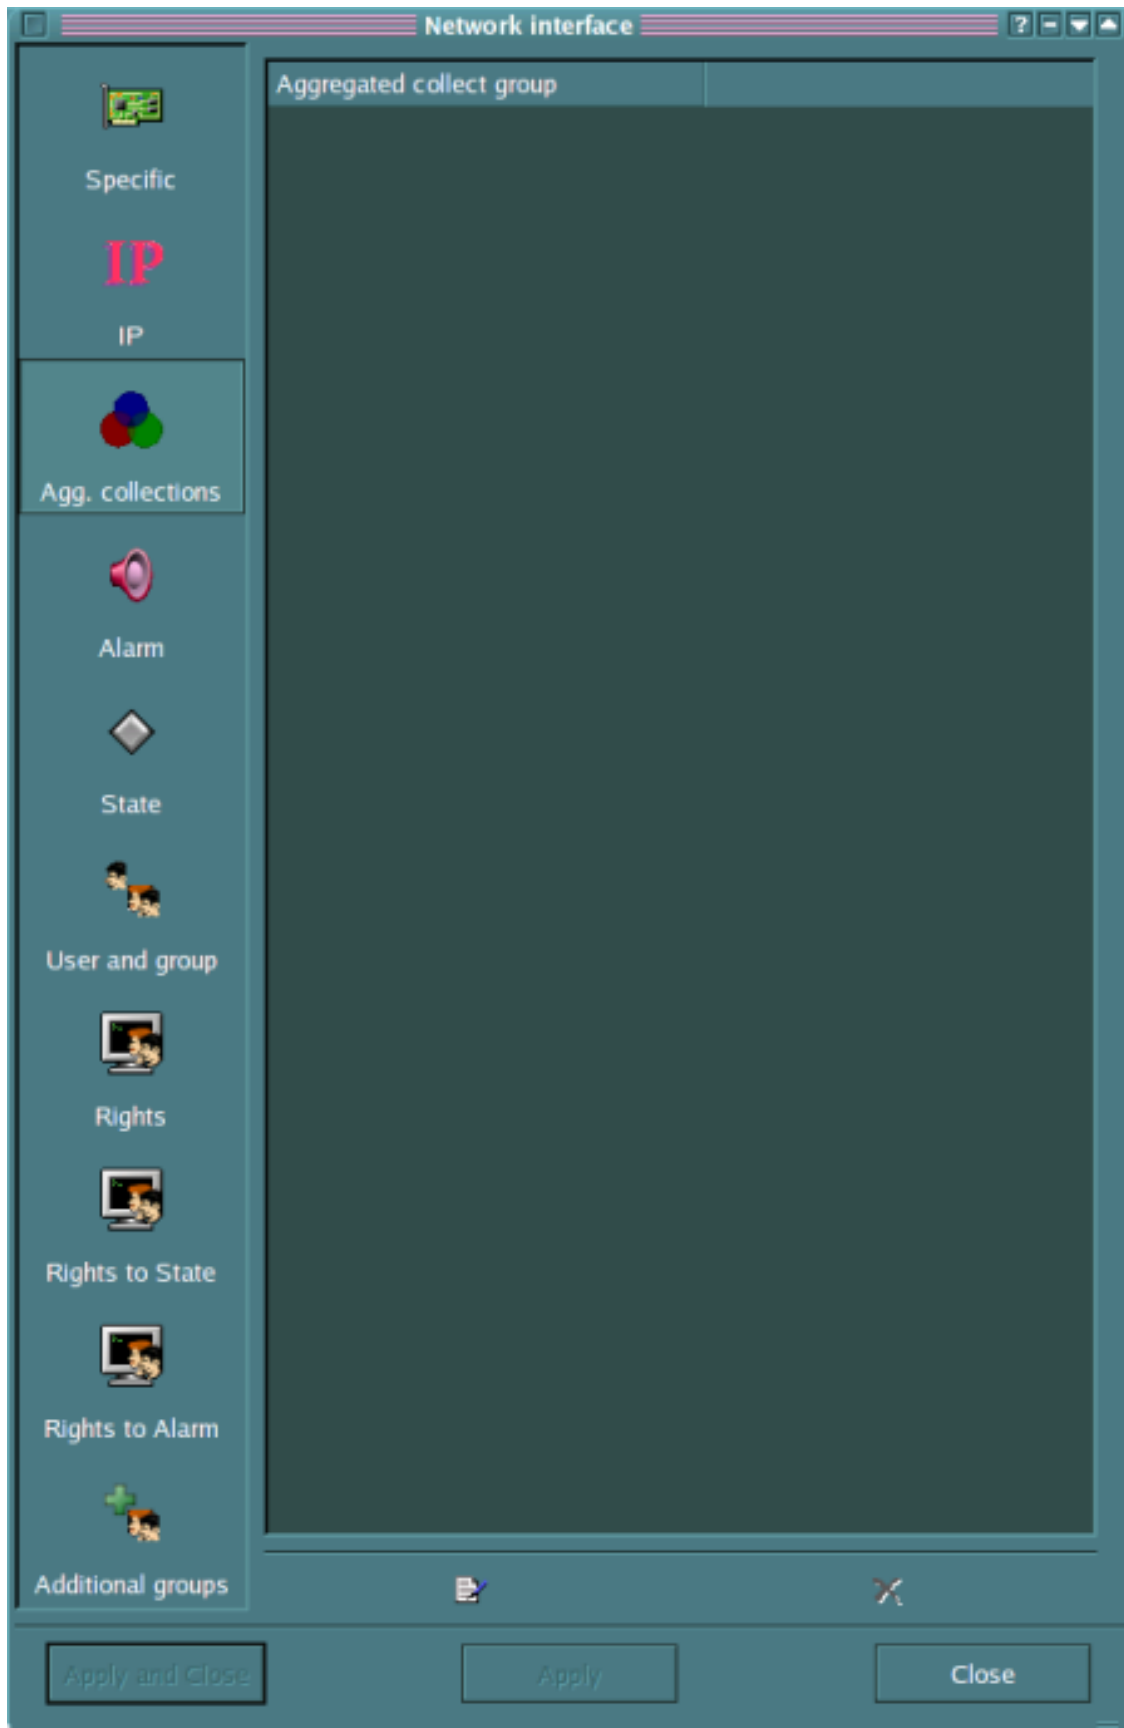 Network interface
Aggregated collect group
Specific
IP
IP
Agg. collections
Alarm
State
User and group
Rights
Rights to State
Rights to Alarm
Additional groups
Apply and Close
Apply
Close